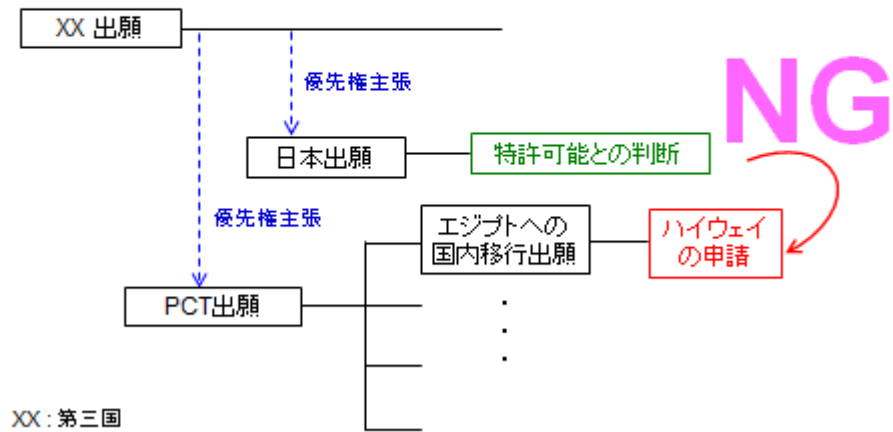 XX 出願
優先権主張
NG
日本出願
特許可能との判断
優先権主張
エジプトへの
国内移行出願
ハイウェイ
の申請
PCT出願
XX : 第三国